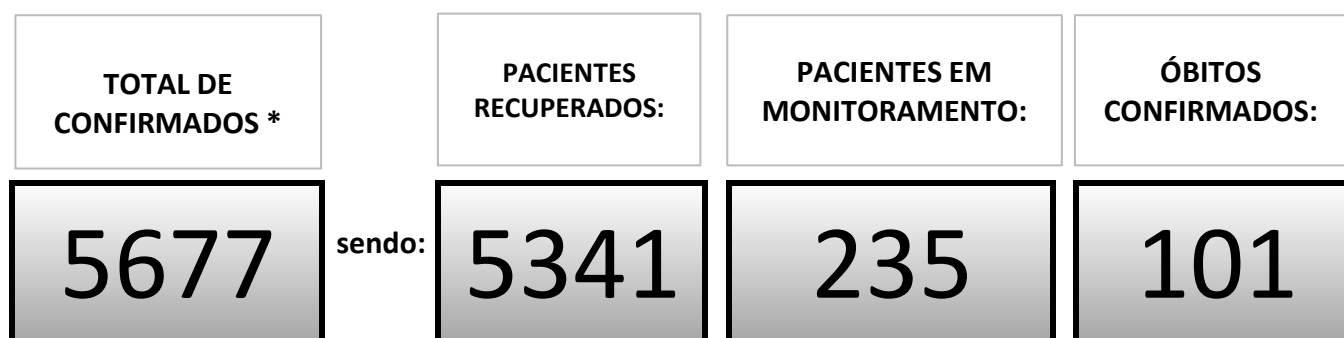 TOTAL DE
CONFIRMADOS *
PACIENTES
RECUPERADOS:
PACIENTES EM
MONITORAMENTO:
ÓBITOS
CONFIRMADOS:
5677
sendo:
5341
235
101